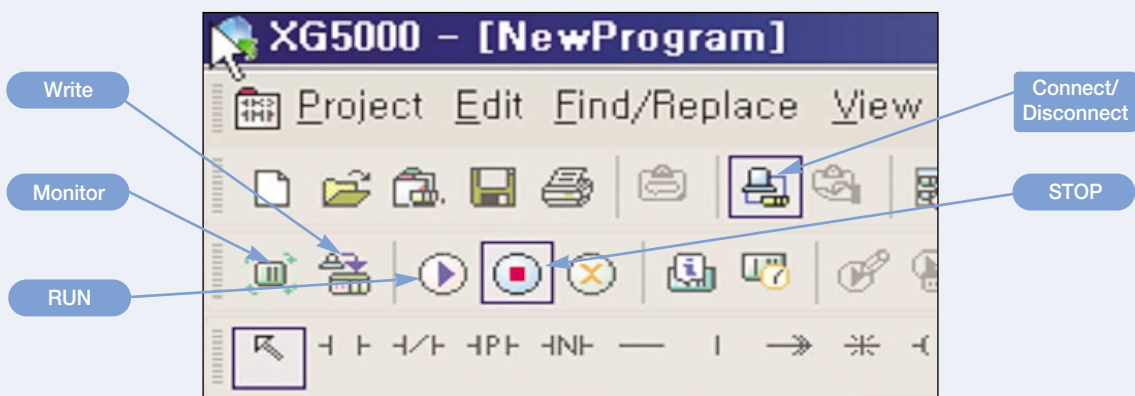 XG5000 - [NewProgram]
Write
Project Edit Find/Replace View
Connect/
Disconnect
Monitor
STOP
RUN
P
N